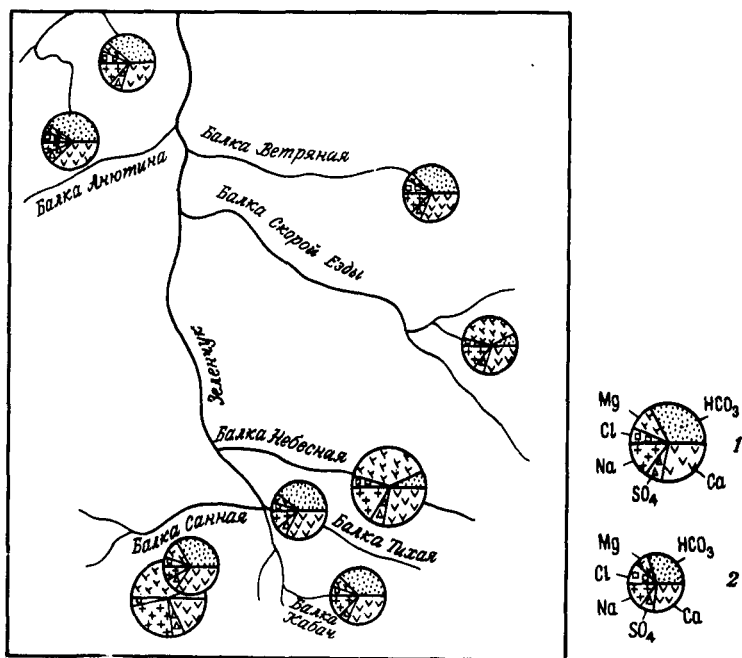 Балка Анютина
Балка Ветряния
Балка Скорой Езды
Зеленчук
Балка Небесная
Балка Санная
Балка Тихая
Балка Кабач
Mg
HCO3
Cl
1
Na
SO4
Ca
Mg
HCO3
Cl
2
Na
SO4
Ca